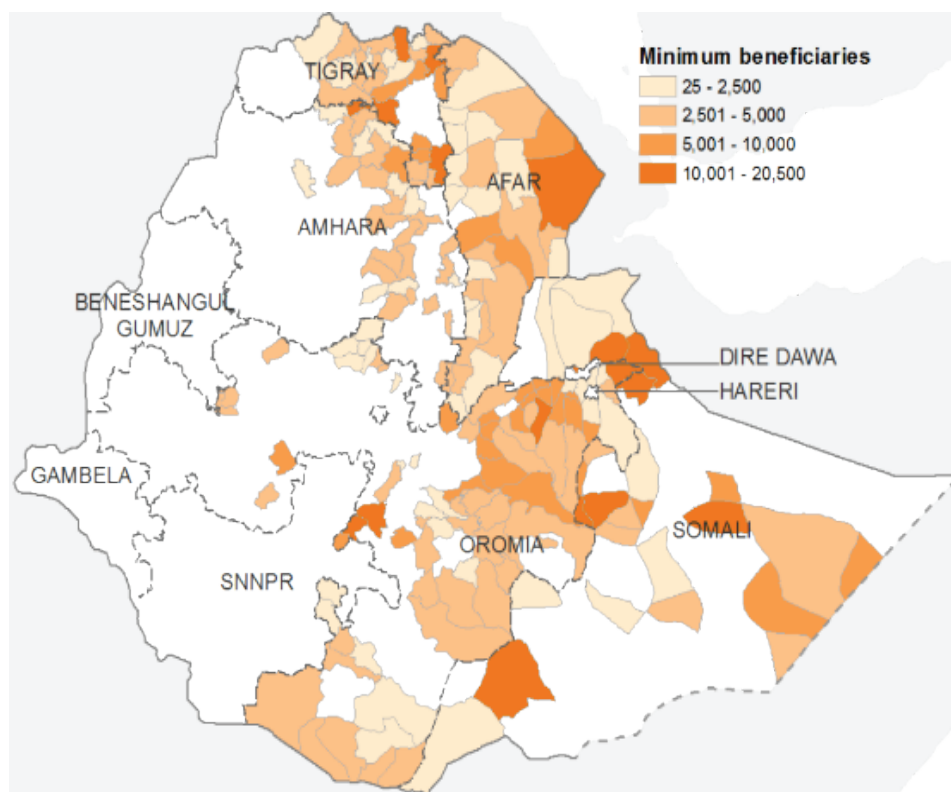 Minimum beneficiaries
25 - 2,500
2,501 - 5,000
5,001 - 10,000
10,001 - 20,500
TIGRAY
AFAR
AMHARA
BENESHANGUL
GUMUZ
DIRE DAWA
HARERI
GAMBELA
SOMALI
OROMIA
SNNPR